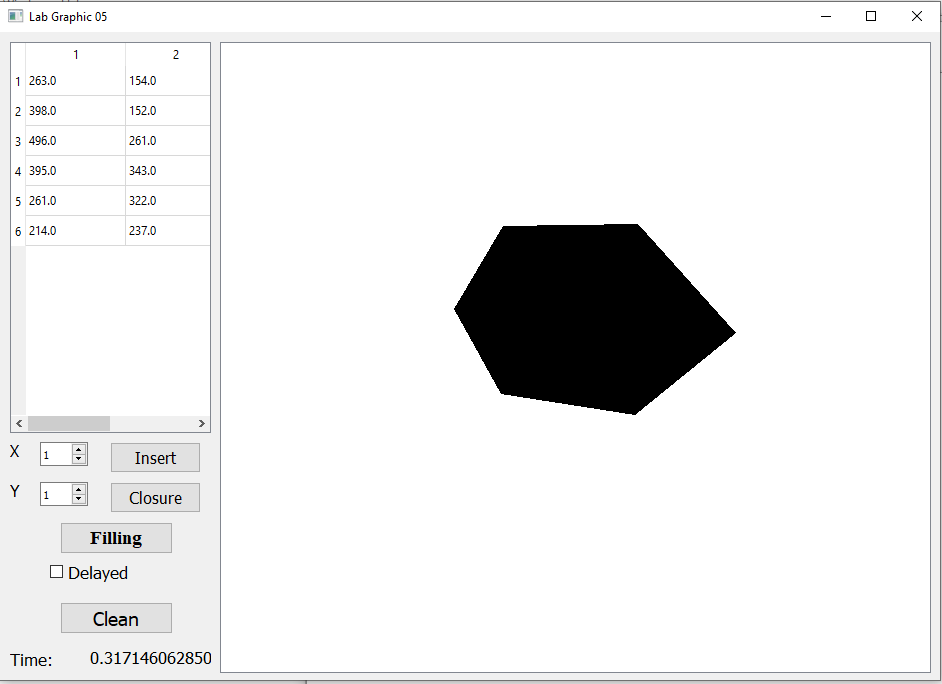 Lab Graphic 05
1 2
1 263.0 154.0
2 398.0 152.0
3 496.0 261.0
4 395.0 343.0
5 261.0 322.0
6 214.0 237.0
X 1 Insert
Y 1 Closure
Filling
Delayed
Clean
Time: 0.317146062850